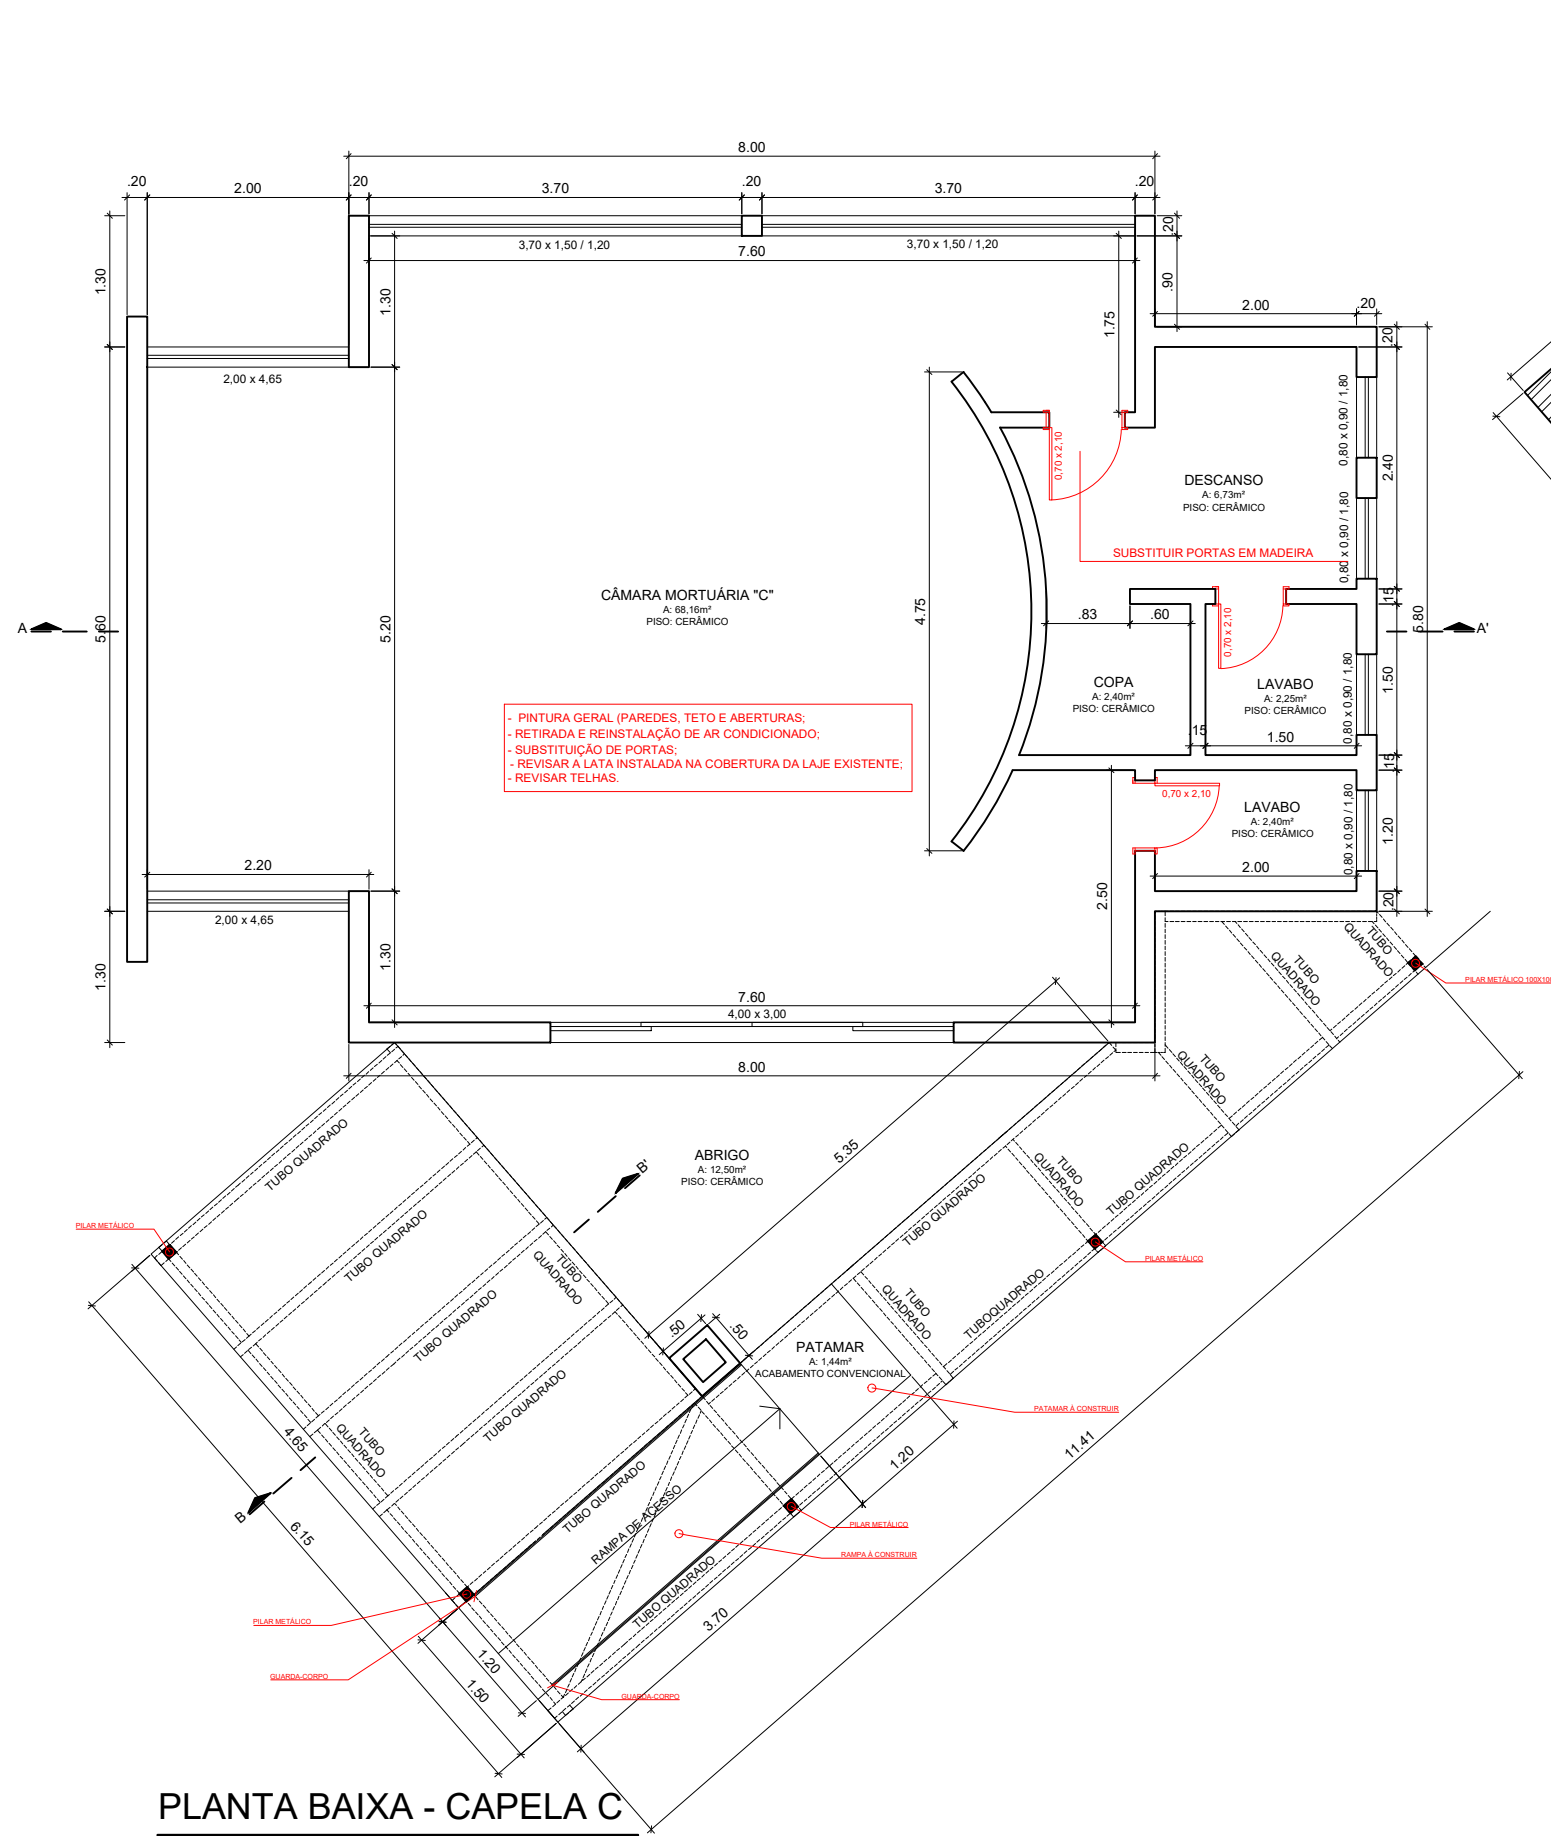 8.00
.20
2.00
.20
3.70
.20
3.70
.20
3,70 x 1,50 / 1,20
3,70 x 1,50 / 1,20
7.60
.20
.90
1.30
1.30
1.75
2.00
.20
.20
2,00 x 4,65
0,80 x 0,90 / 1,80
2.40
0,70 x 2,10
DESCANSO
A: 6,73m²
PISO: CERÂMICO
0,80 x 0,90 / 1,80
SUBSTITUIR PORTAS EM MADEIRA
CÂMARA MORTUÁRIA "C"
A: 68,16m²
PISO: CERÂMICO
4.75
.83
.60
.15
5.80
A
5.60
5.20
A'
0,70 x 2,10
COPA
A: 2,40m²
PISO: CERÂMICO
LAVABO
A: 2,25m²
PISO: CERÂMICO
0,80 x 0,90 / 1,80
1.50
.15
1.50
.15
- PINTURA GERAL (PAREDES, TETO E ABERTURAS;
- RETIRADA E REINSTALAÇÃO DE AR CONDICIONADO;
- SUBSTITUIÇÃO DE PORTAS;
- REVISAR A LATA INSTALADA NA COBERTURA DA LAJE EXISTENTE;
- REVISAR TELHAS.
0,70 x 2,10
LAVABO
A: 2,40m²
PISO: CERÂMICO
0,80 x 0,90 / 1,80
1.20
2.20
2.00
2.50
.20
2,00 x 4,65
1.30
1.30
7.60
4,00 x 3,00
8.00
TUBO
QUADRADO
TUBO
QUADRADO
PILAR METÁLICO 100X10
TUBO
QUADRADO
TUBO QUADRADO
ABRIGO
A: 12,50m²
PISO: CERÂMICO
5.35
B'
TUBO
QUADRADO
TUBO QUADRADO
TUBO QUADRADO
PILAR METÁLICO
TUBO QUADRADO
TUBO
QUADRADO
PILAR METÁLICO
TUBO QUADRADO
TUBO
QUADRADO
TUBOQUADRADO
.50
.50
PATAMAR
A: 1,44m²
ACABAMENTO CONVENCIONAL
TUBO QUADRADO
PATAMAR À CONSTRUIR
4.65
TUBO
QUADRADO
1.20
11.41
B
6.15
TUBO QUADRADO
RAMPA DE ACESSO
PILAR METÁLICO
RAMPA À CONSTRUIR
TUBO QUADRADO
3.70
PILAR METÁLICO
GUARDA-CORPO
1.20
1.50
GUARDA-CORPO
PLANTA BAIXA - CAPELA C